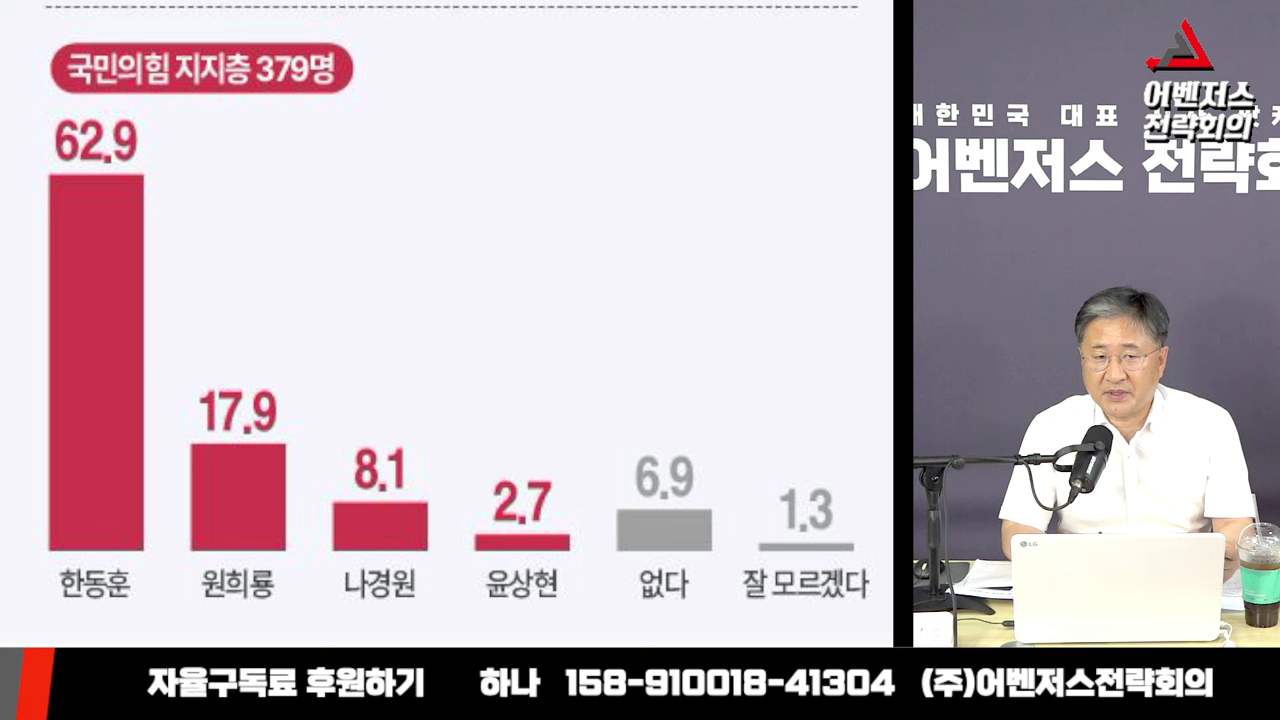 국민의힘 지지층 379명
62.9
17.9
8.1
2.7
6.9
1.3
한동훈
원희룡
나경원
윤상현
없다
잘 모르겠다
어벤저스
전략회의
대한민국 대표
어벤저스 전략회
LG
자율구독료 후원하기 하나 158-910018-41304 (주)어벤저스전략회의